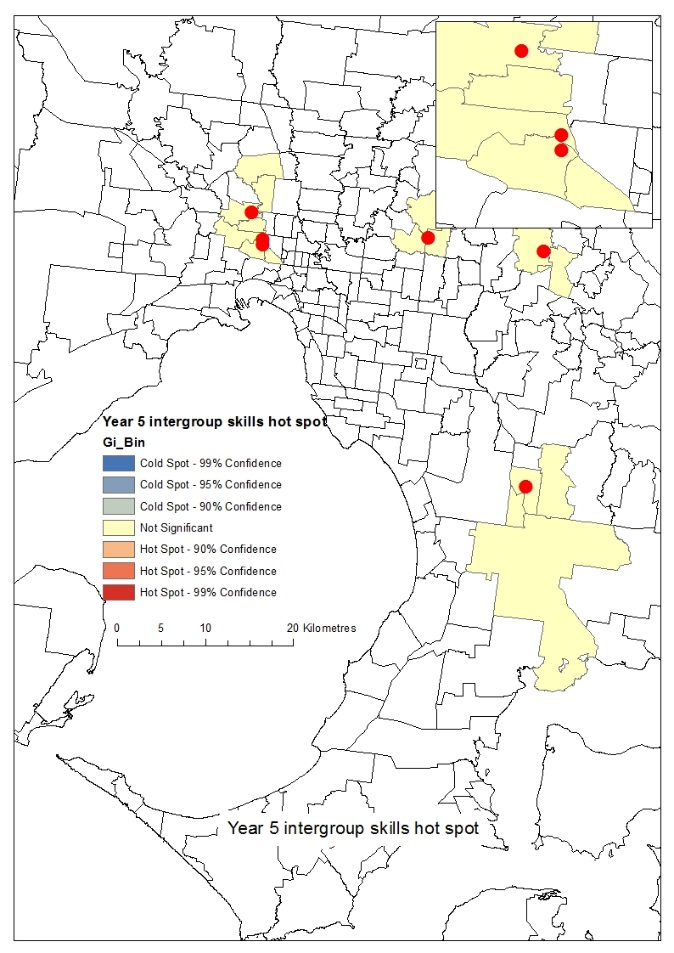 Year 5 intergroup skills hot spot
Gi_Bin
Cold Spot - 99% Confidence
Cold Spot - 95% Confidence
Cold Spot - 90% Confidence
Not Significant
Hot Spot - 90% Confidence
Hot Spot - 95% Confidence
Hot Spot - 99% Confidence
0 5 10 20 Kilometres
Year 5 intergroup skills hot spot